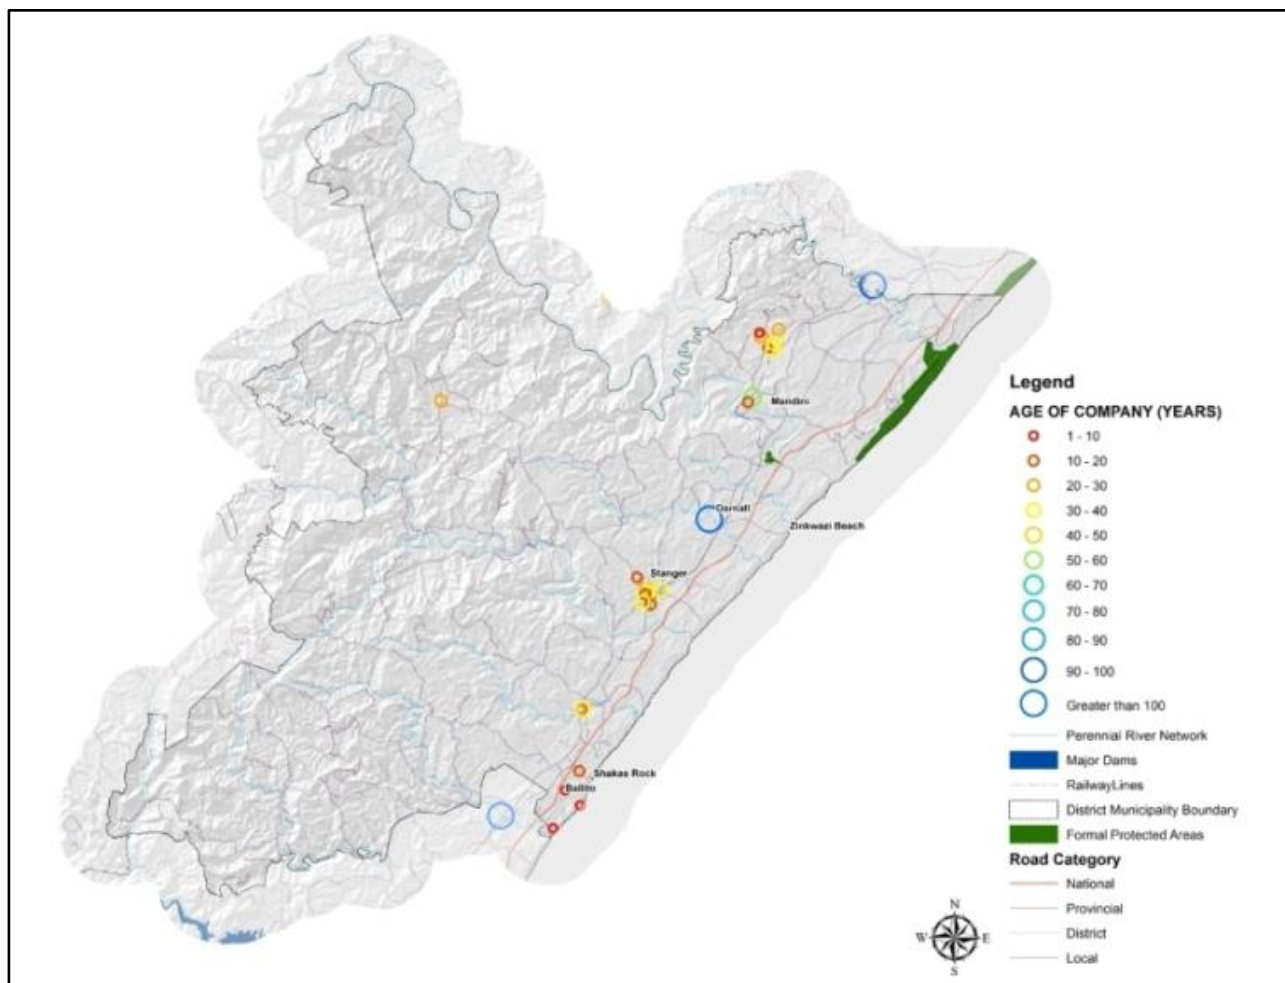 Mandini
Darnall
Zinkwazi Beach
Stanger
Shakas Rock
Ballito
Legend
AGE OF COMPANY (YEARS)
1 - 10
10 - 20
20 - 30
30 - 40
40 - 50
50 - 60
60 - 70
70 - 80
80 - 90
90 - 100
Greater than 100
Perennial River Network
Major Dams
RailwayLines
District Municipality Boundary
Formal Protected Areas
Road Category
National
Provincial
District
Local
N
W E
S